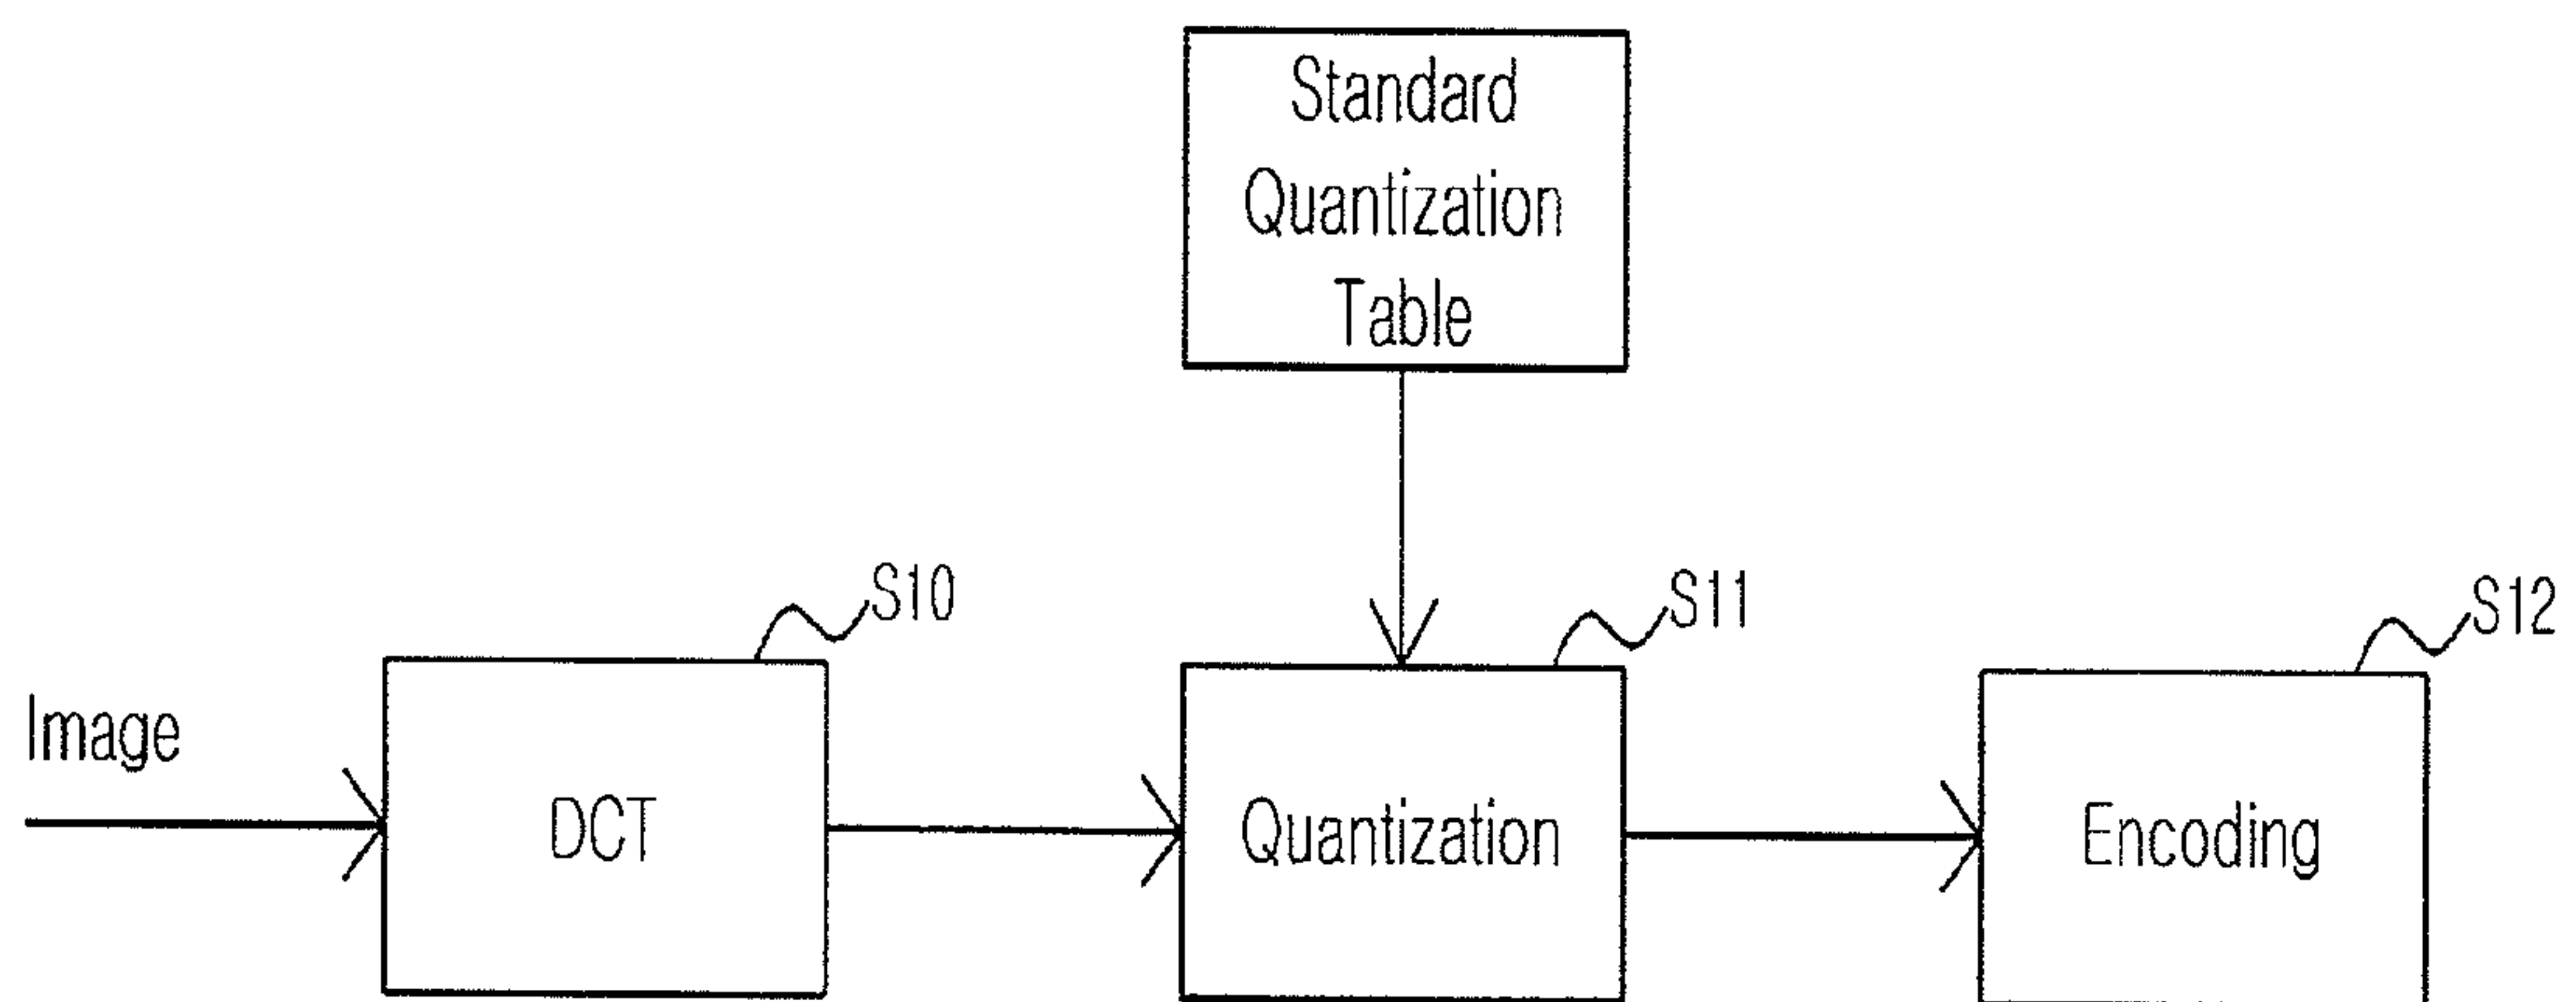 Standard
Quantization
Table
S10
S11
S12
Image
DCT
Quantization
Encoding